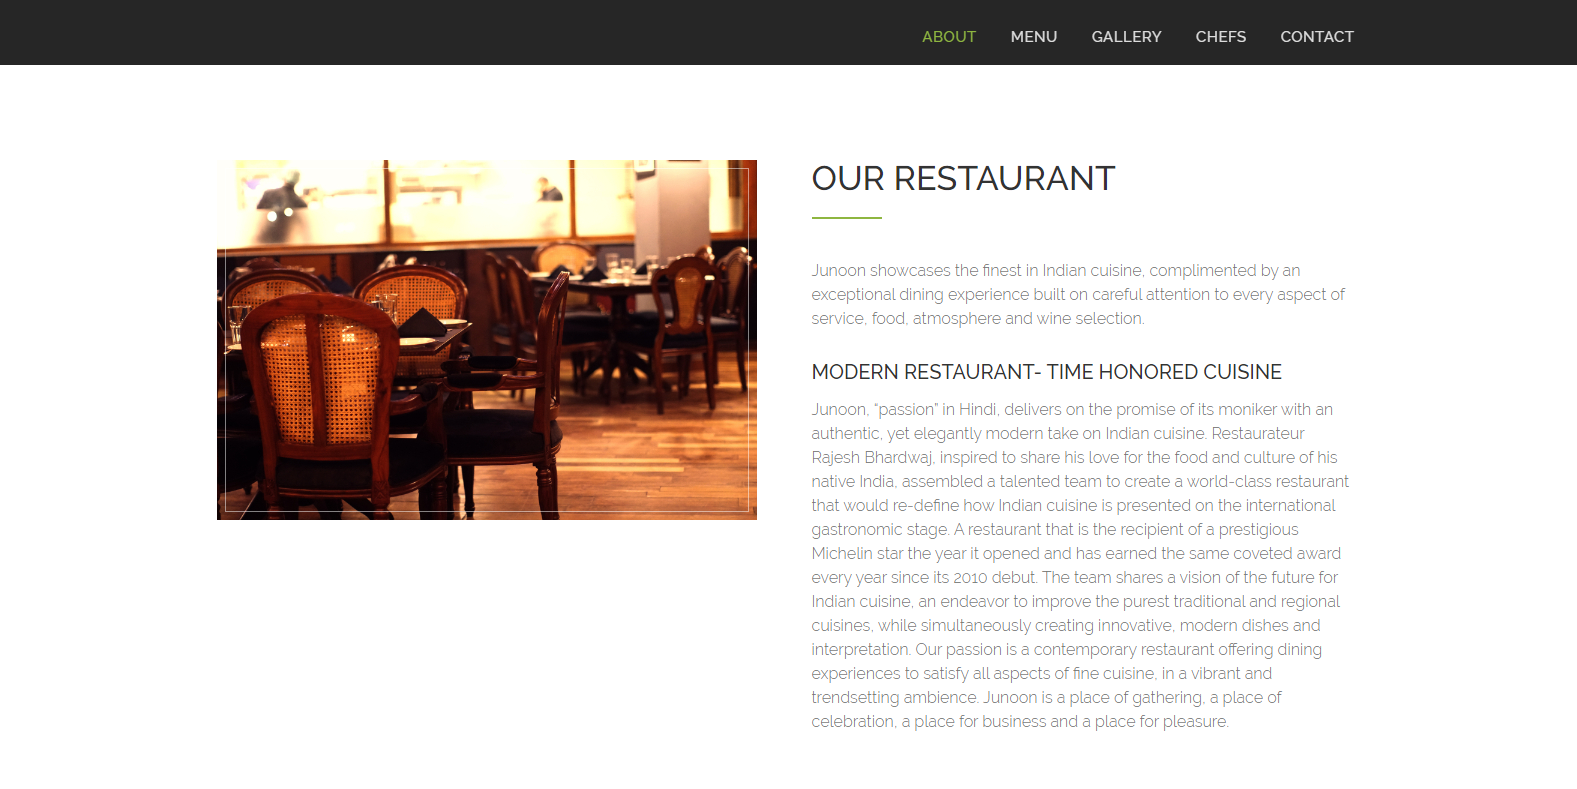 ABOUT MENU GALLERY CHEFS CONTACT
OUR RESTAURANT
Junoon showcases the finest in Indian cuisine, complimented by an
exceptional dining experience built on careful attention to every aspect of
service, food, atmosphere and wine selection.
MODERN RESTAURANT- TIME HONORED CUISINE
Junoon, “passion” in Hindi, delivers on the promise of its moniker with an
authentic, yet elegantly modern take on Indian cuisine. Restaurateur
Rajesh Bhardwaj, inspired to share his love for the food and culture of his
native India, assembled a talented team to create a world-class restaurant
that would re-define how Indian cuisine is presented on the international
gastronomic stage. A restaurant that is the recipient of a prestigious
Michelin star the year it opened and has earned the same coveted award
every year since its 2010 debut. The team shares a vision of the future for
Indian cuisine, an endeavor to improve the purest traditional and regional
cuisines, while simultaneously creating innovative, modern dishes and
interpretation. Our passion is a contemporary restaurant offering dining
experiences to satisfy all aspects of fine cuisine, in a vibrant and
trendsetting ambience. Junoon is a place of gathering, a place of
celebration, a place for business and a place for pleasure.